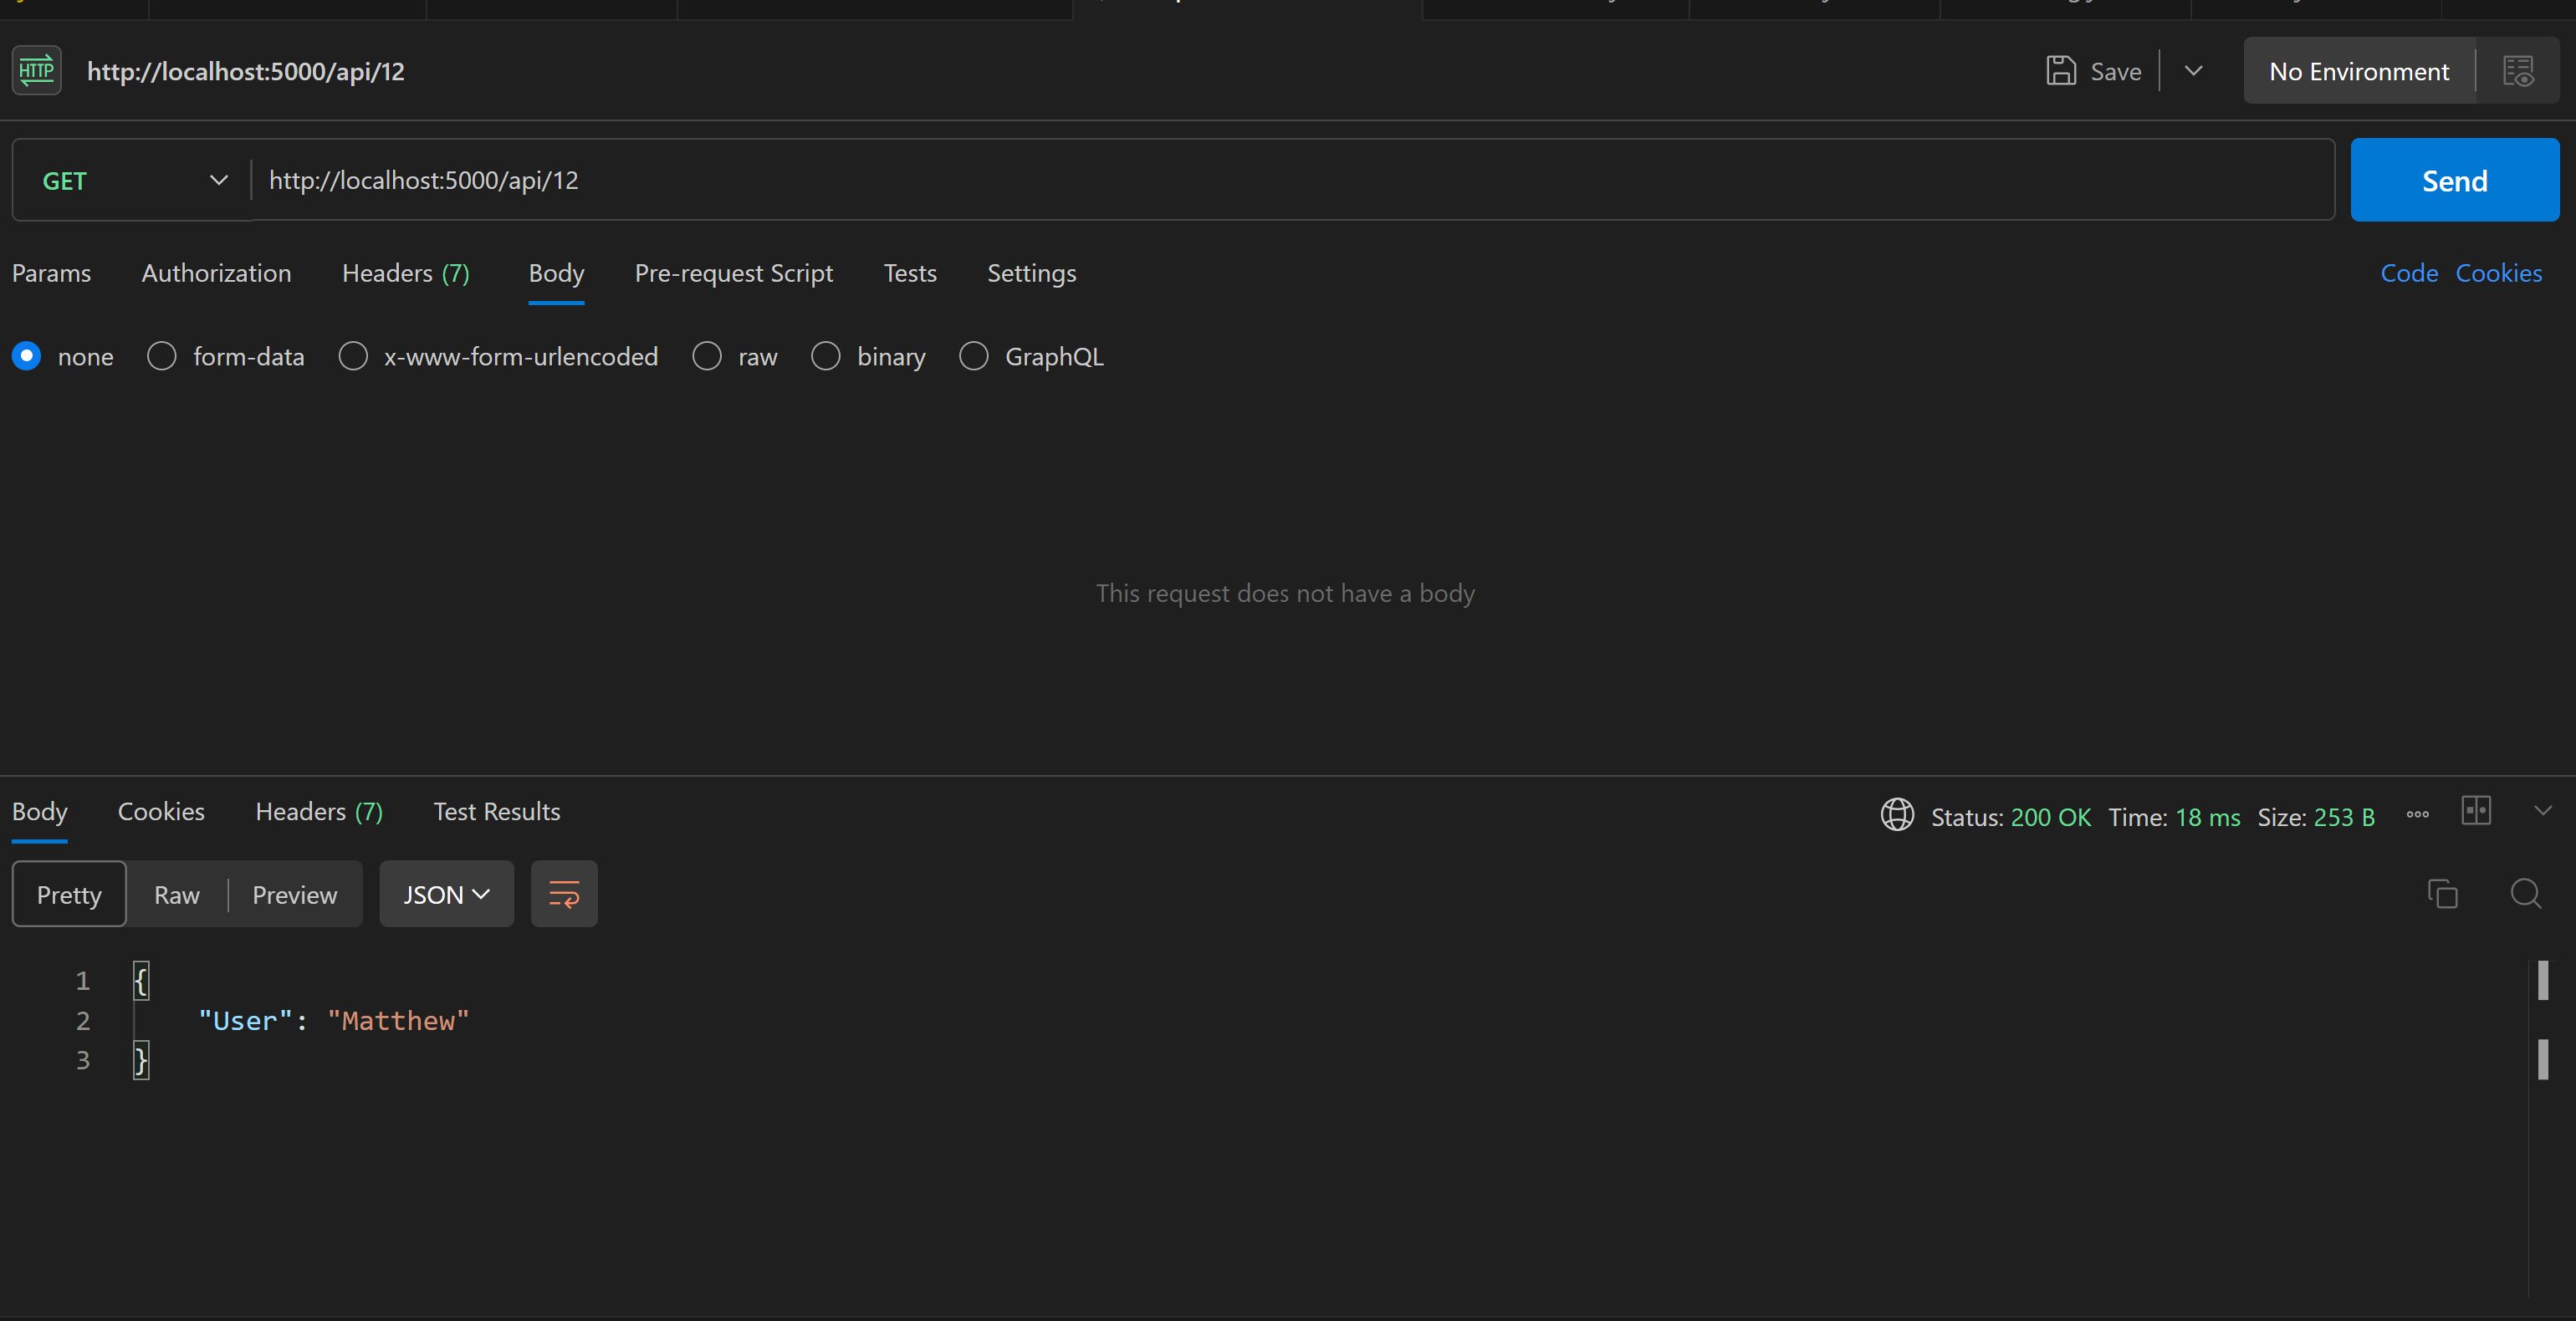 HTTP http://localhost:5000/api/12 Save No Environment
GET http://localhost:5000/api/12 Send
Params Authorization Headers (7) Body Pre-request Script Tests Settings Code Cookies
none form-data x-www-form-urlencoded raw binary GraphQL
This request does not have a body
Body Cookies Headers (7) Test Results Status: 200 OK Time: 18 ms Size: 253 B
Pretty Raw Preview JSON
1 {
2 "User": "Matthew"
3 }